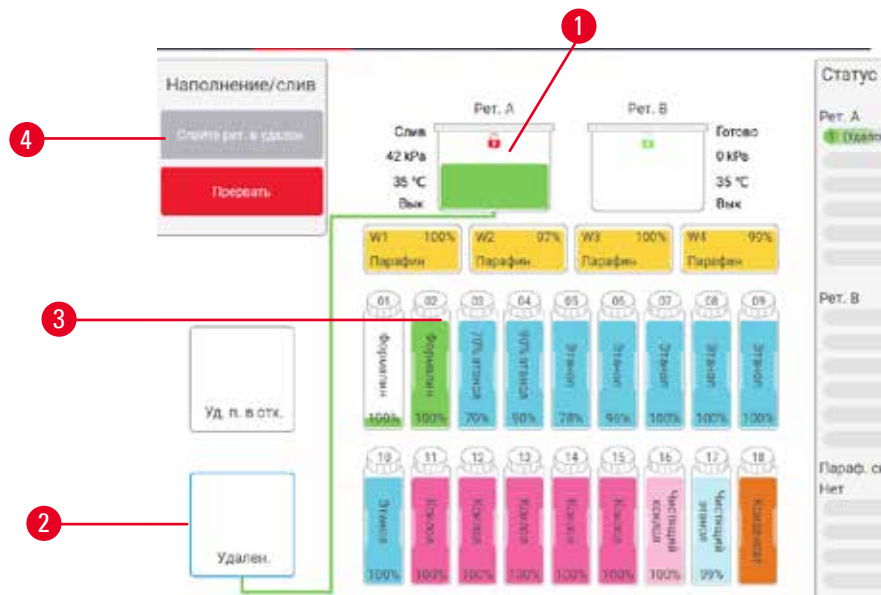 1
Наполнение/слив
Статус
Рет. A
Рет. B
Рет. A
4
Слейте рет. в удален.
Слив
Готово
1 (Удало
42 kPa
0 kPa
Прервать
35 °C
35 °C
Вык
Вык
W1 100% W2 97% W3 100% W4 99%
Парафин Парафин Парафин Парафин
Рет. B
01 02 03 04 05 06 07 08 09
3
Формалин Формалин 70% этанол 90% этанол Этанол Этанол Этанол Этанол Этанол
Уд. п. в отк.
100% 100% 70% 90% 78% 96% 100% 100% 100%
10 11 12 13 14 15 16 17 18
Параф. с
Нет
2
Этанол Ксилол Ксилол Ксилол Ксилол Ксилол Чистящий ксилол Чистящий этанол Конденсат
Удален.
100% 100% 100% 100% 100% 100% 100% 99%